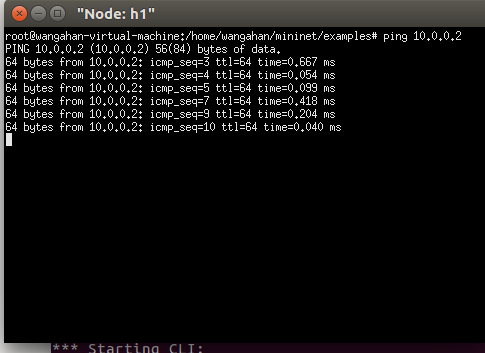 "Node: h1"
root@wangahan-virtual-machine:/home/wangahan/mininet/examples# ping 10.0.0.2
PING 10.0.0.2 (10.0.0.2) 56(84) bytes of data.
64 bytes from 10.0.0.2: icmp_seq=3 ttl=64 time=0.667 ms
64 bytes from 10.0.0.2: icmp_seq=4 ttl=64 time=0.054 ms
64 bytes from 10.0.0.2: icmp_seq=5 ttl=64 time=0.099 ms
64 bytes from 10.0.0.2: icmp_seq=7 ttl=64 time=0.418 ms
64 bytes from 10.0.0.2: icmp_seq=9 ttl=64 time=0.204 ms
64 bytes from 10.0.0.2: icmp_seq=10 ttl=64 time=0.040 ms
*** Starting CLI: